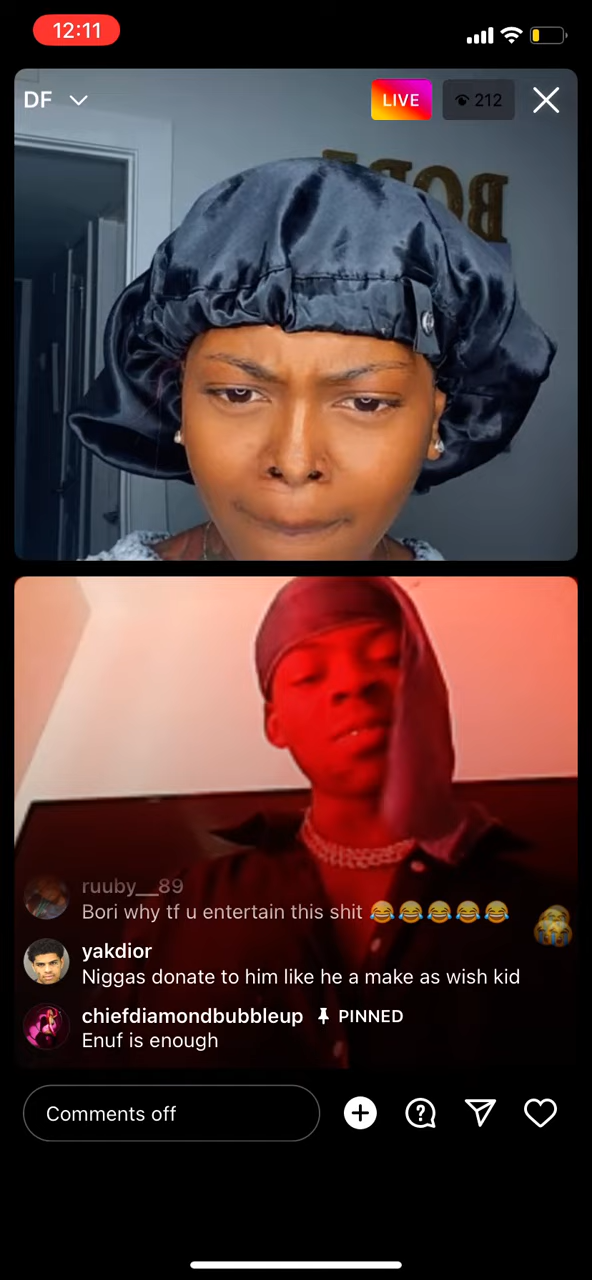 12:11
DF
LIVE
212
ruuby__89
Bori why tf u entertain this shit 😂😂😂😂😂
yakdior
Niggas donate to him like he a make as wish kid
chiefdiamondbubbleup PINNED
Enuf is enough
Comments off